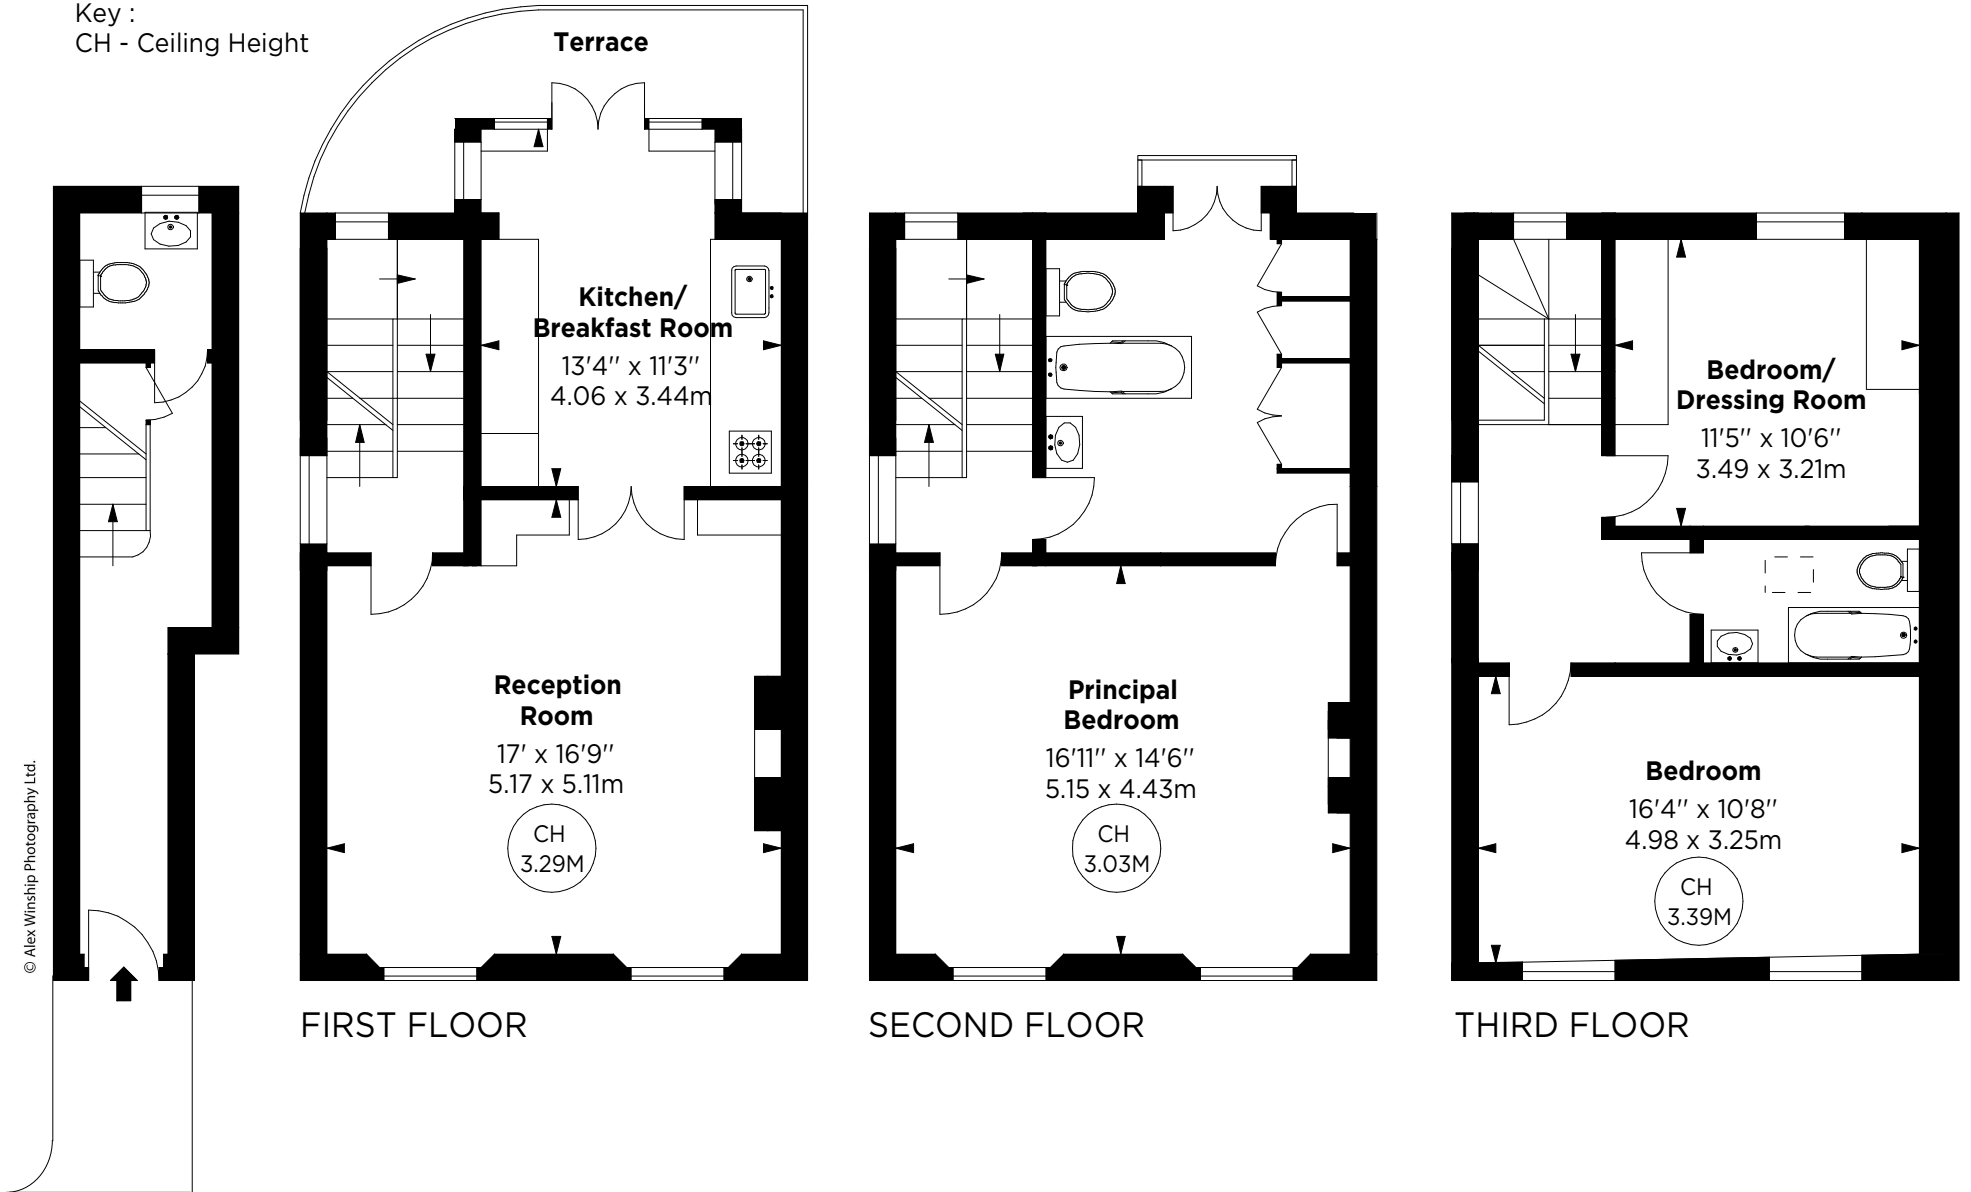 Key :
CH - Ceiling Height
Terrace
Kitchen/
Breakfast Room
13'4'' x 11'3''
4.06 x 3.44m
Reception
Room
17' x 16'9''
5.17 x 5.11m
CH
3.29M
FIRST FLOOR
Principal
Bedroom
16'11'' x 14'6''
5.15 x 4.43m
CH
3.03M
SECOND FLOOR
Bedroom/
Dressing Room
11'5'' x 10'6''
3.49 x 3.21m
Bedroom
16'4'' x 10'8''
4.98 x 3.25m
CH
3.39M
THIRD FLOOR
© Alex Winship Photography Ltd.